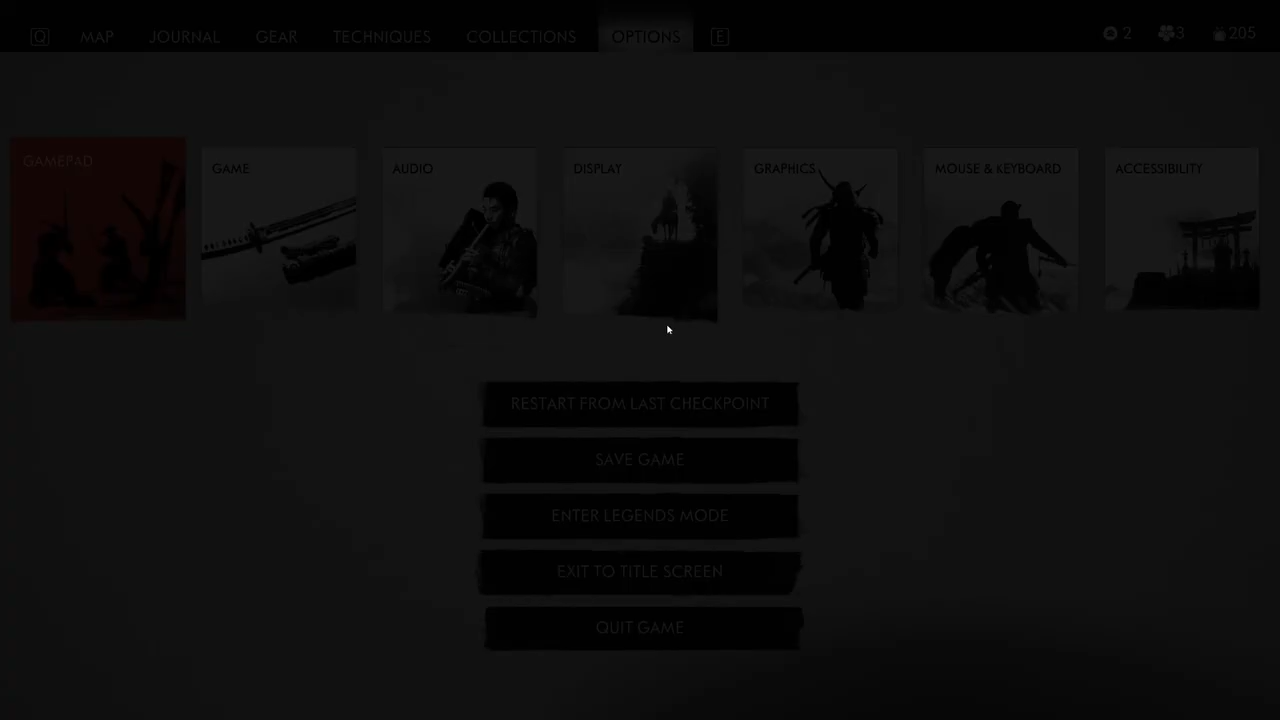 Q MAP JOURNAL GEAR TECHNIQUES COLLECTIONS OPTIONS E 2 3 205
GAMEPAD GAME AUDIO DISPLAY GRAPHICS MOUSE & KEYBOARD ACCESSIBILITY
RESTART FROM LAST CHECKPOINT
SAVE GAME
ENTER LEGENDS MODE
EXIT TO TITLE SCREEN
QUIT GAME